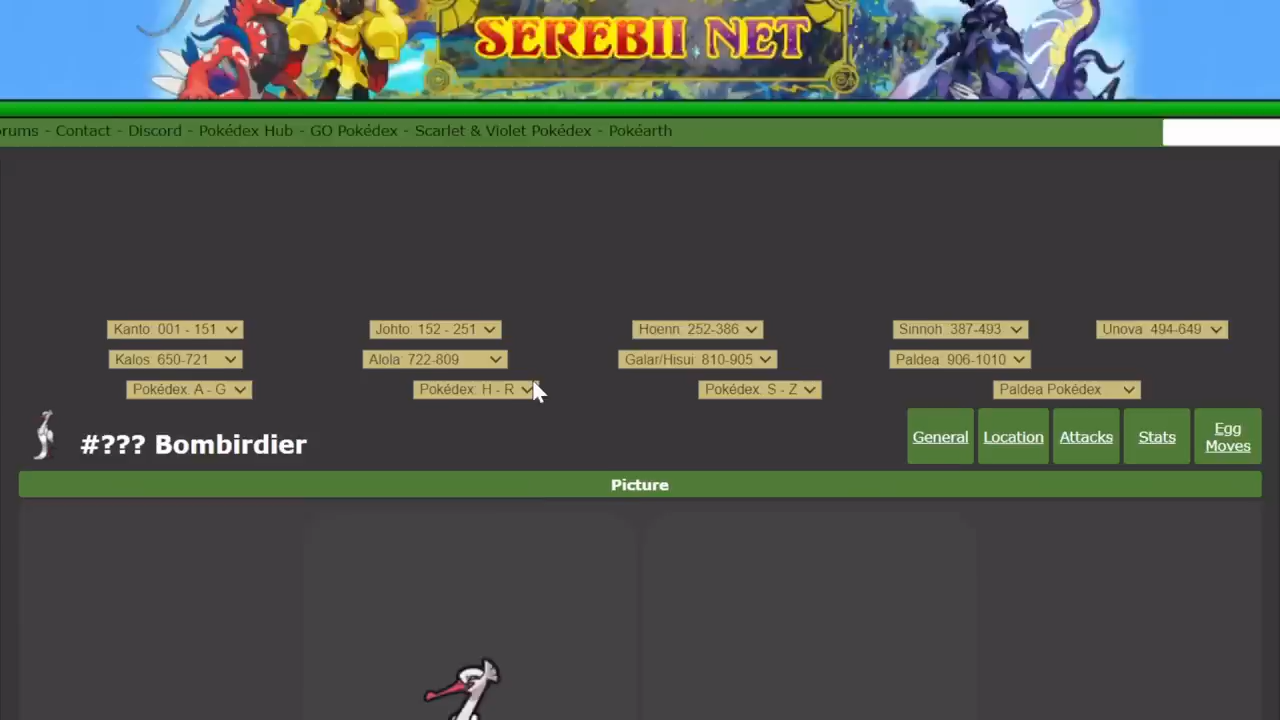 SEREBII NET
rums - Contact - Discord - Pokédex Hub - GO Pokédex - Scarlet & Violet Pokédex - Pokéarth
Kanto: 001 - 151 Johto: 152 - 251 Hoenn: 252-386 Sinnoh: 387-493 Unova: 494-649
Kalos: 650-721 Alola: 722-809 Galar/Hisui: 810-905 Paldea: 906-1010
Pokédex: A - G Pokédex: H - R Pokédex: S - Z Paldea Pokédex
#??? Bombirdier General Location Attacks Stats Egg Moves
Picture